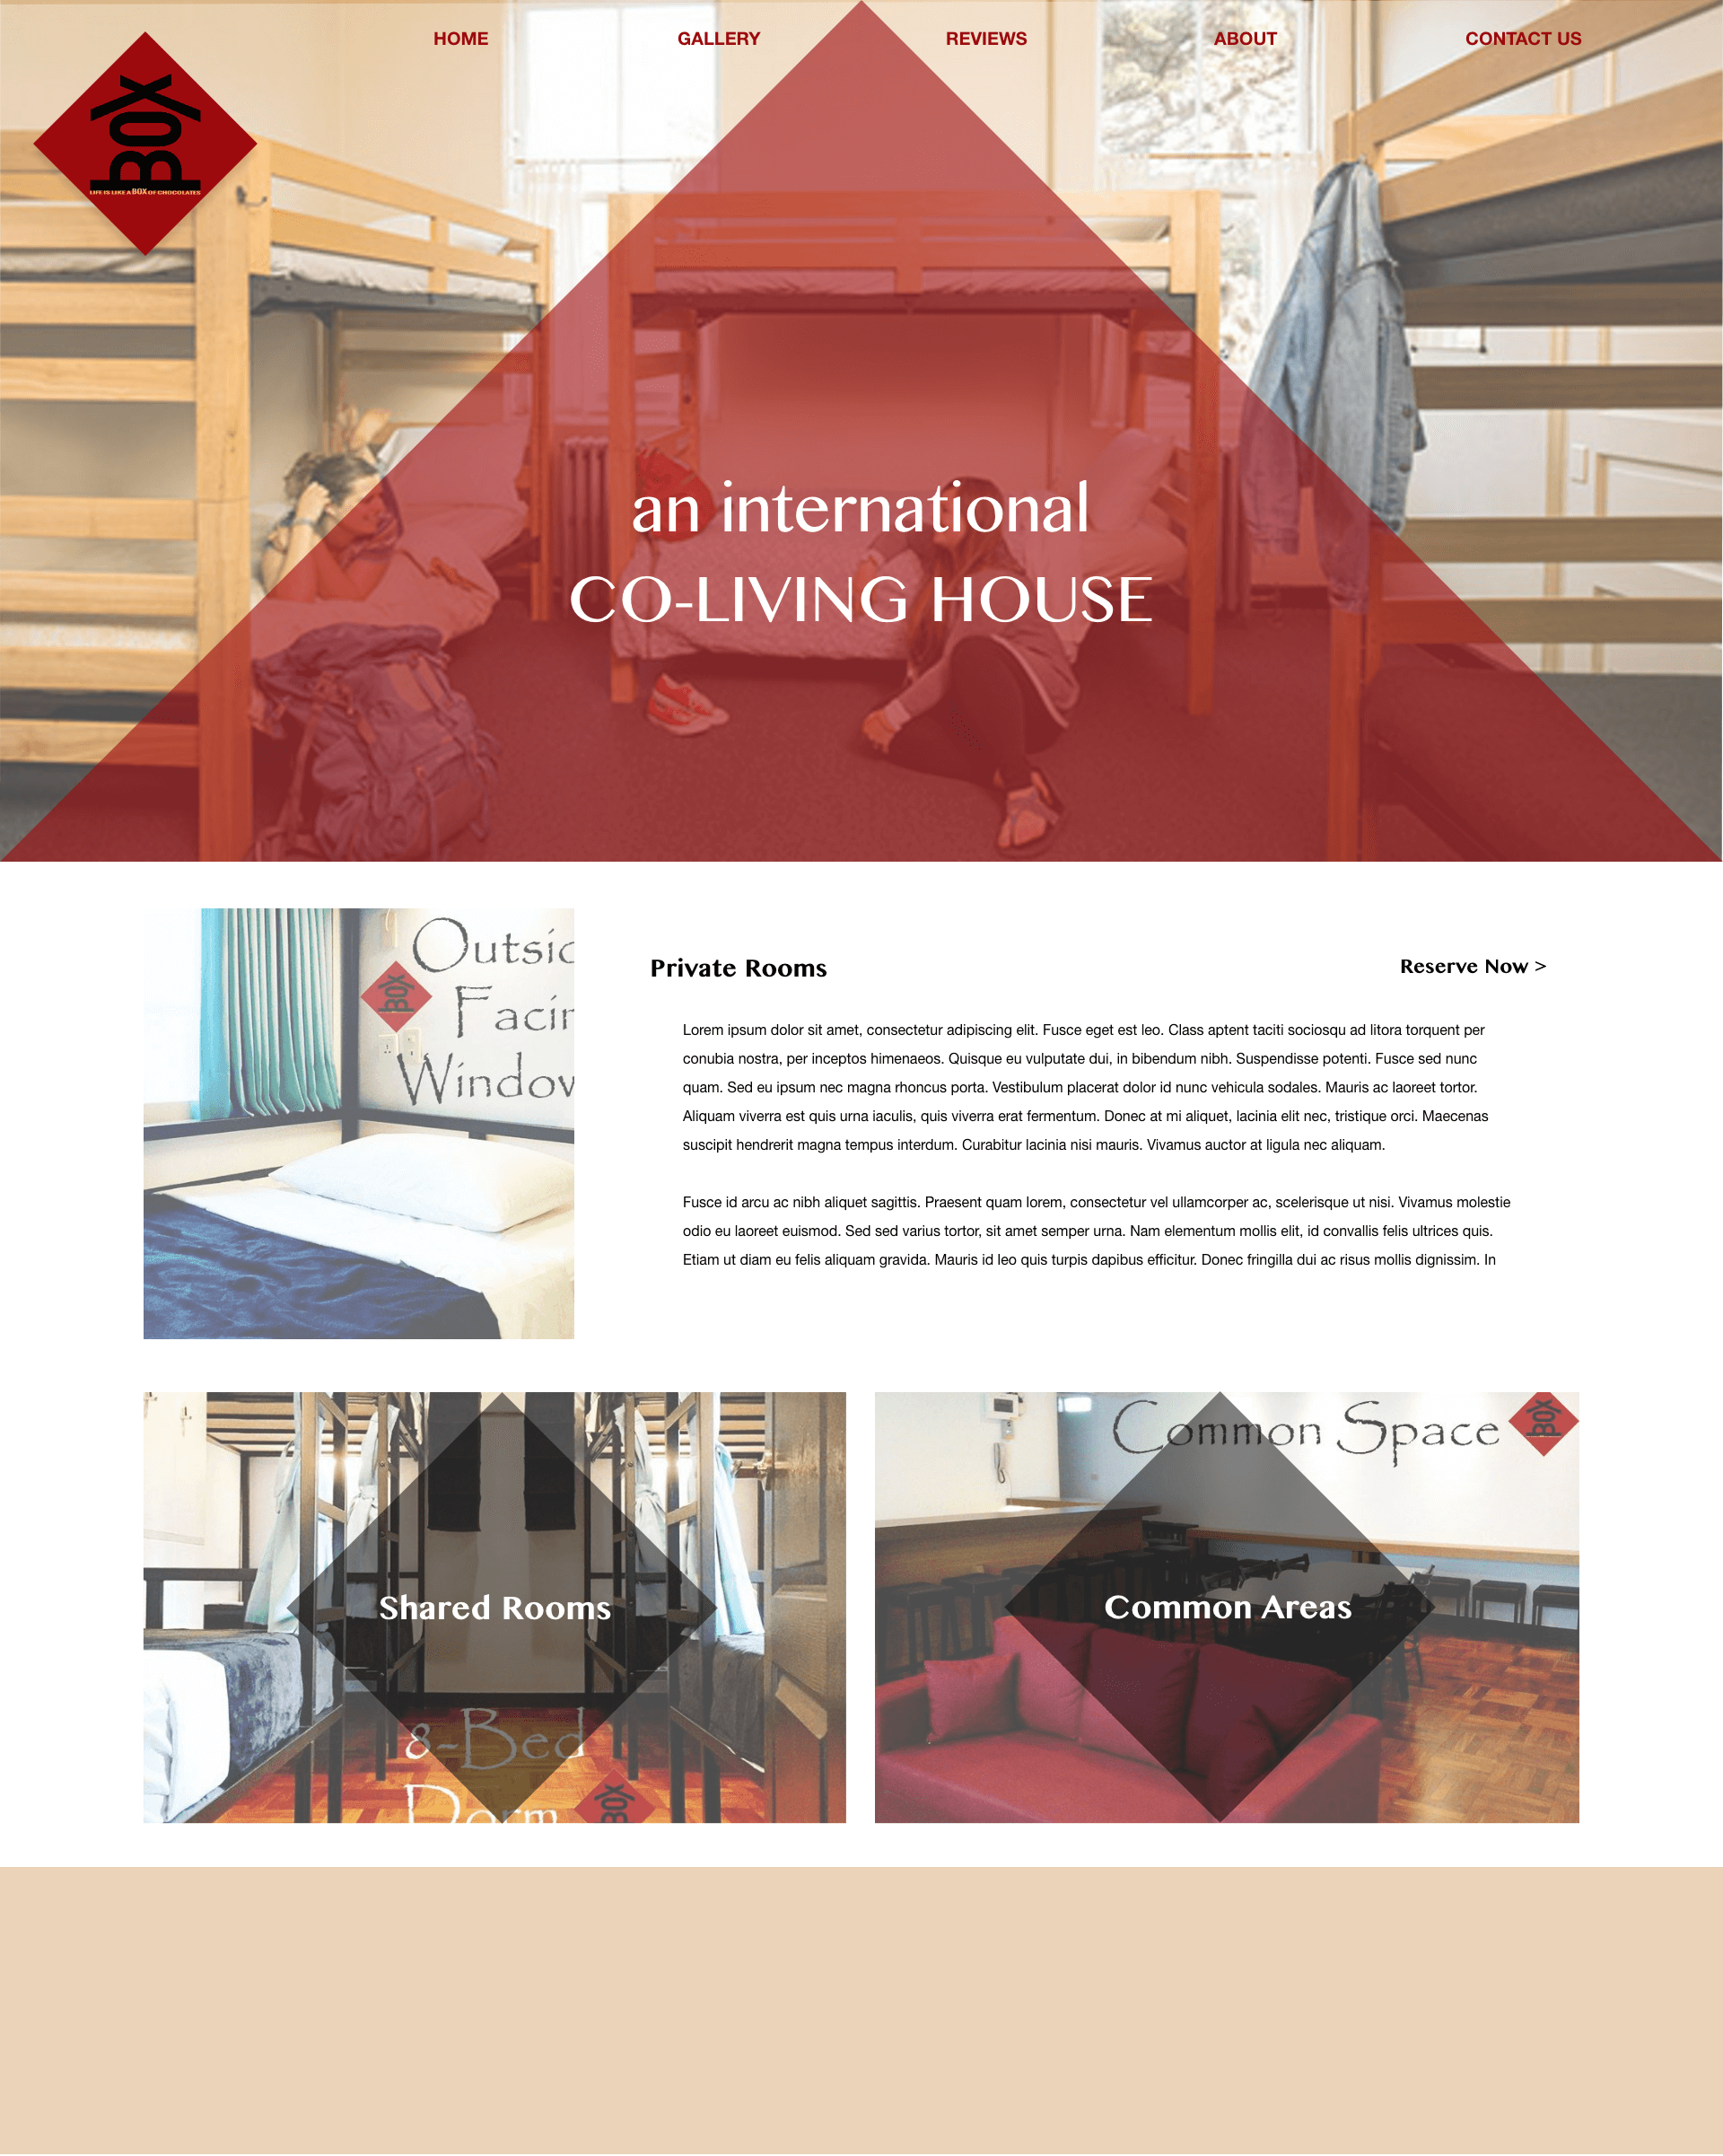 HOME GALLERY REVIEWS ABOUT CONTACT US
BOX
LIFE IS LIKE A BOX OF CHOCOLATES
an international
CO-LIVING HOUSE
Outsid
Facin
Window
BOX
Private Rooms
Reserve Now >
Lorem ipsum dolor sit amet, consectetur adipiscing elit. Fusce eget est leo. Class aptent taciti sociosqu ad litora torquent per
conubia nostra, per inceptos himenaeos. Quisque eu vulputate dui, in bibendum nibh. Suspendisse potenti. Fusce sed nunc
quam. Sed eu ipsum nec magna rhoncus porta. Vestibulum placerat dolor id nunc vehicula sodales. Mauris ac laoreet tortor.
Aliquam viverra est quis urna iaculis, quis viverra erat fermentum. Donec at mi aliquet, lacinia elit nec, tristique orci. Maecenas
suscipit hendrerit magna tempus interdum. Curabitur lacinia nisi mauris. Vivamus auctor at ligula nec aliquam.
Fusce id arcu ac nibh aliquet sagittis. Praesent quam lorem, consectetur vel ullamcorper ac, scelerisque ut nisi. Vivamus molestie
odio eu laoreet euismod. Sed sed varius tortor, sit amet semper urna. Nam elementum mollis elit, id convallis felis ultrices quis.
Etiam ut diam eu felis aliquam gravida. Mauris id leo quis turpis dapibus efficitur. Donec fringilla dui ac risus mollis dignissim. In
Shared Rooms
8-Bed
Dorm
BOX
Common Space
BOX
Common Areas